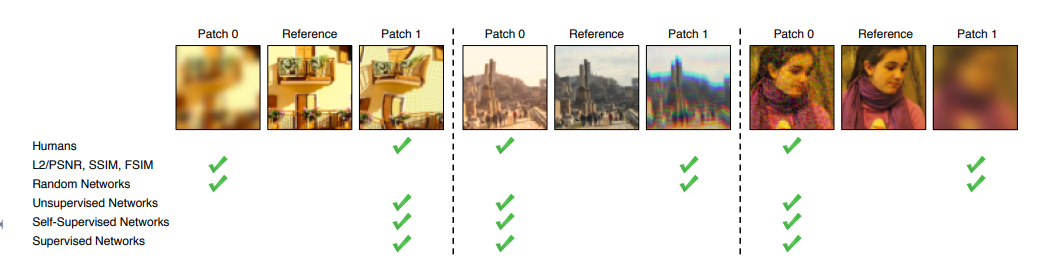 Patch 0 Reference Patch 1 Patch 0 Reference Patch 1 Patch 0 Reference Patch 1
Humans
L2/PSNR, SSIM, FSIM
Random Networks
Unsupervised Networks
Self-Supervised Networks
Supervised Networks